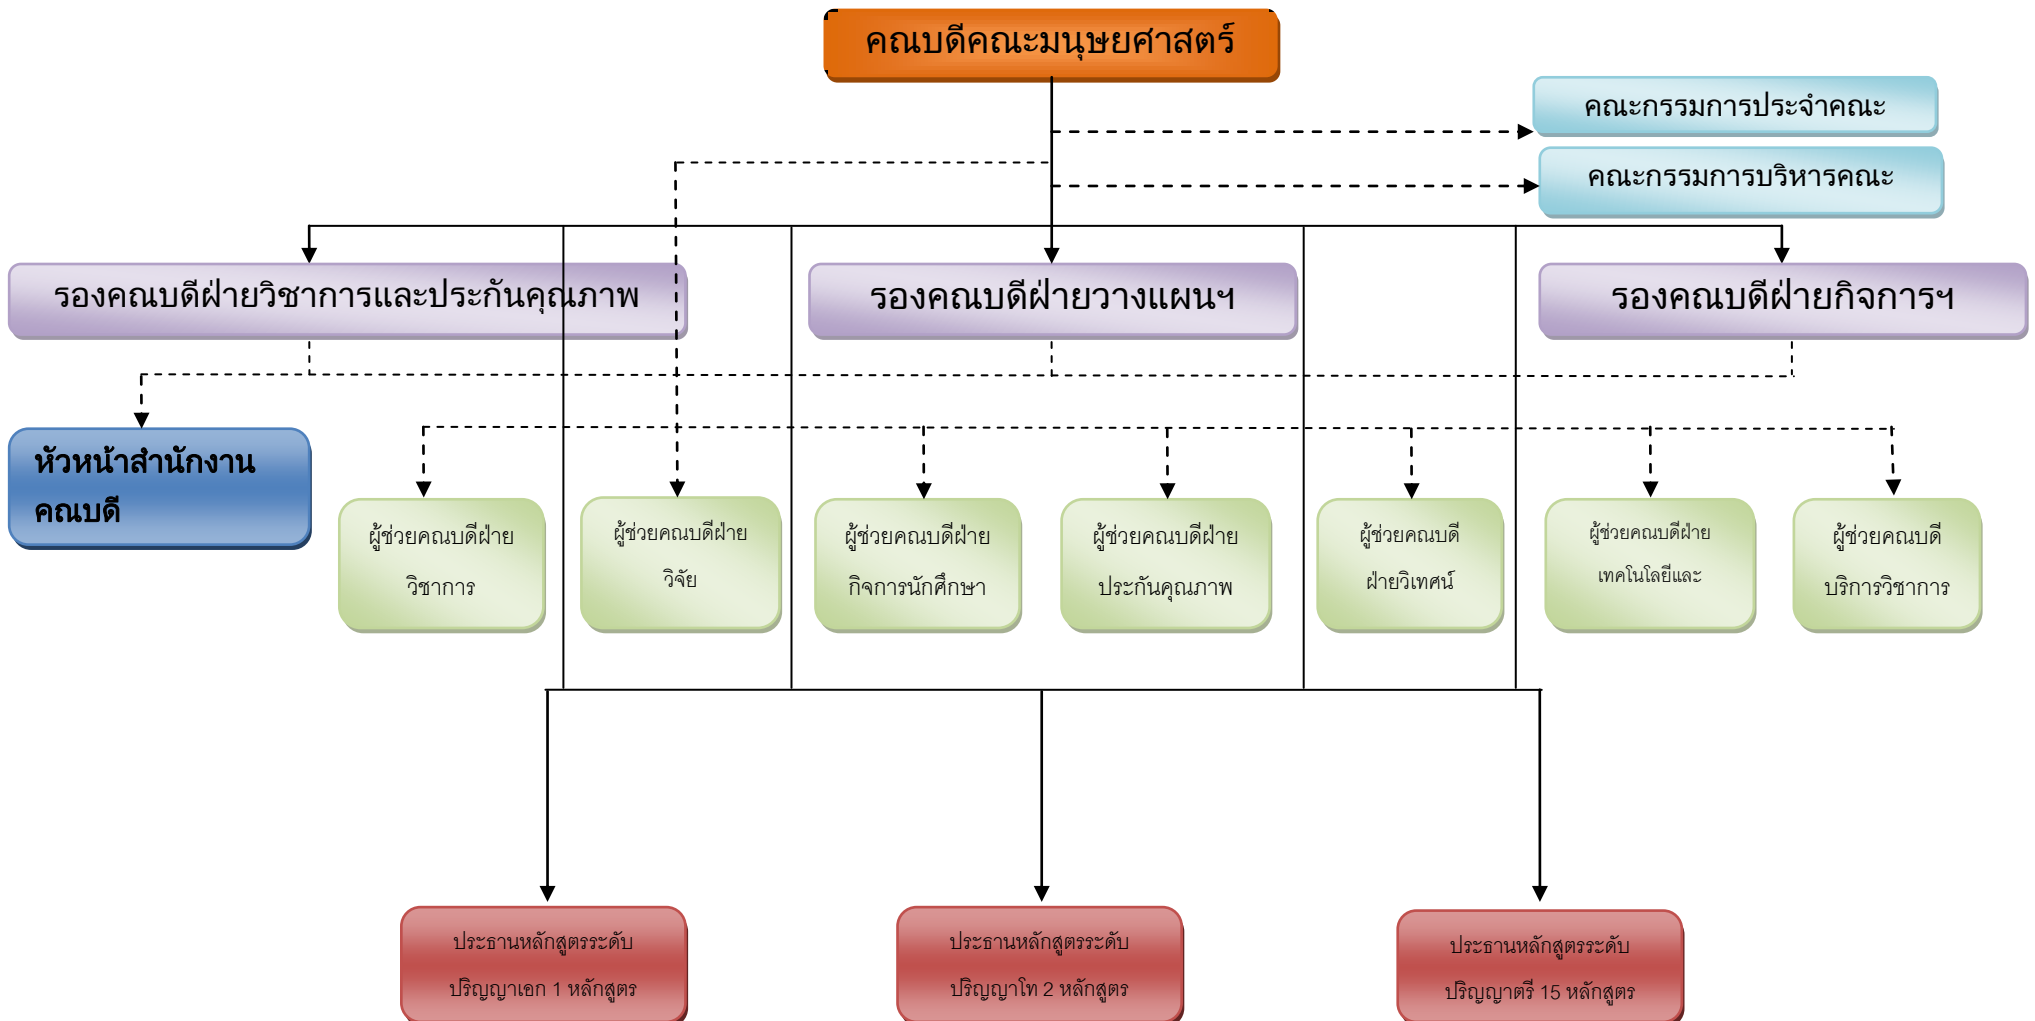 คณบดีคณะมนุษยศาสตร์
คณะกรรมการประจำคณะ
คณะกรรมการบริหารคณะ
รองคณบดีฝ่ายวิชาการและประกันคุณภาพ
รองคณบดีฝ่ายวางแผนฯ
รองคณบดีฝ่ายกิจการฯ
หัวหน้าสำนักงาน
คณบดี
ผู้ช่วยคณบดีฝ่าย
วิชาการ
ผู้ช่วยคณบดีฝ่าย
วิจัย
ผู้ช่วยคณบดีฝ่าย
กิจการนักศึกษา
ผู้ช่วยคณบดีฝ่าย
ประกันคุณภาพ
ผู้ช่วยคณบดี
ฝ่ายวิเทศน์
ผู้ช่วยคณบดีฝ่าย
เทคโนโลยีและ
ผู้ช่วยคณบดี
บริการวิชาการ
ประธานหลักสูตรระดับ
ปริญญาเอก 1 หลักสูตร
ประธานหลักสูตรระดับ
ปริญญาโท 2 หลักสูตร
ประธานหลักสูตรระดับ
ปริญญาตรี 15 หลักสูตร